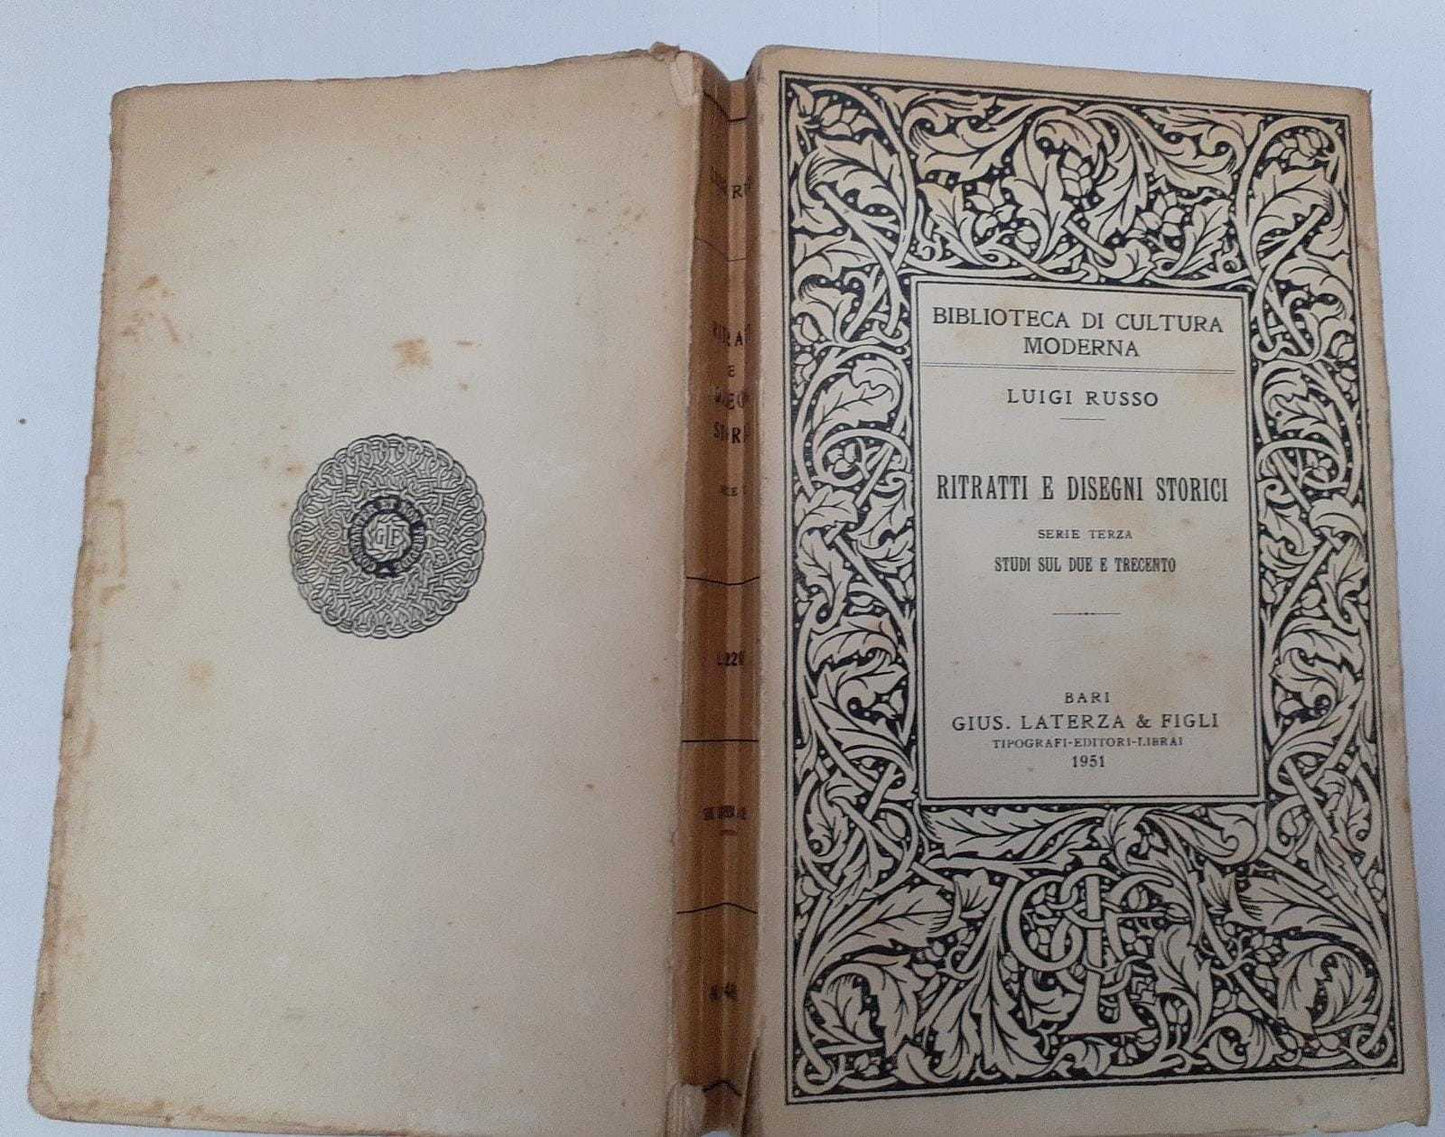 BIBLIOTECA DI CULTURA
MODERNA
LUIGI RUSSO
RITRATTI E DISEGNI STORICI
SERIE TERZA
STUDI SUL DUE E TRECENTO
BARI
GIUS. LATERZA & FIGLI
TIPOGRAFI-EDITORI-LIBRAI
1951